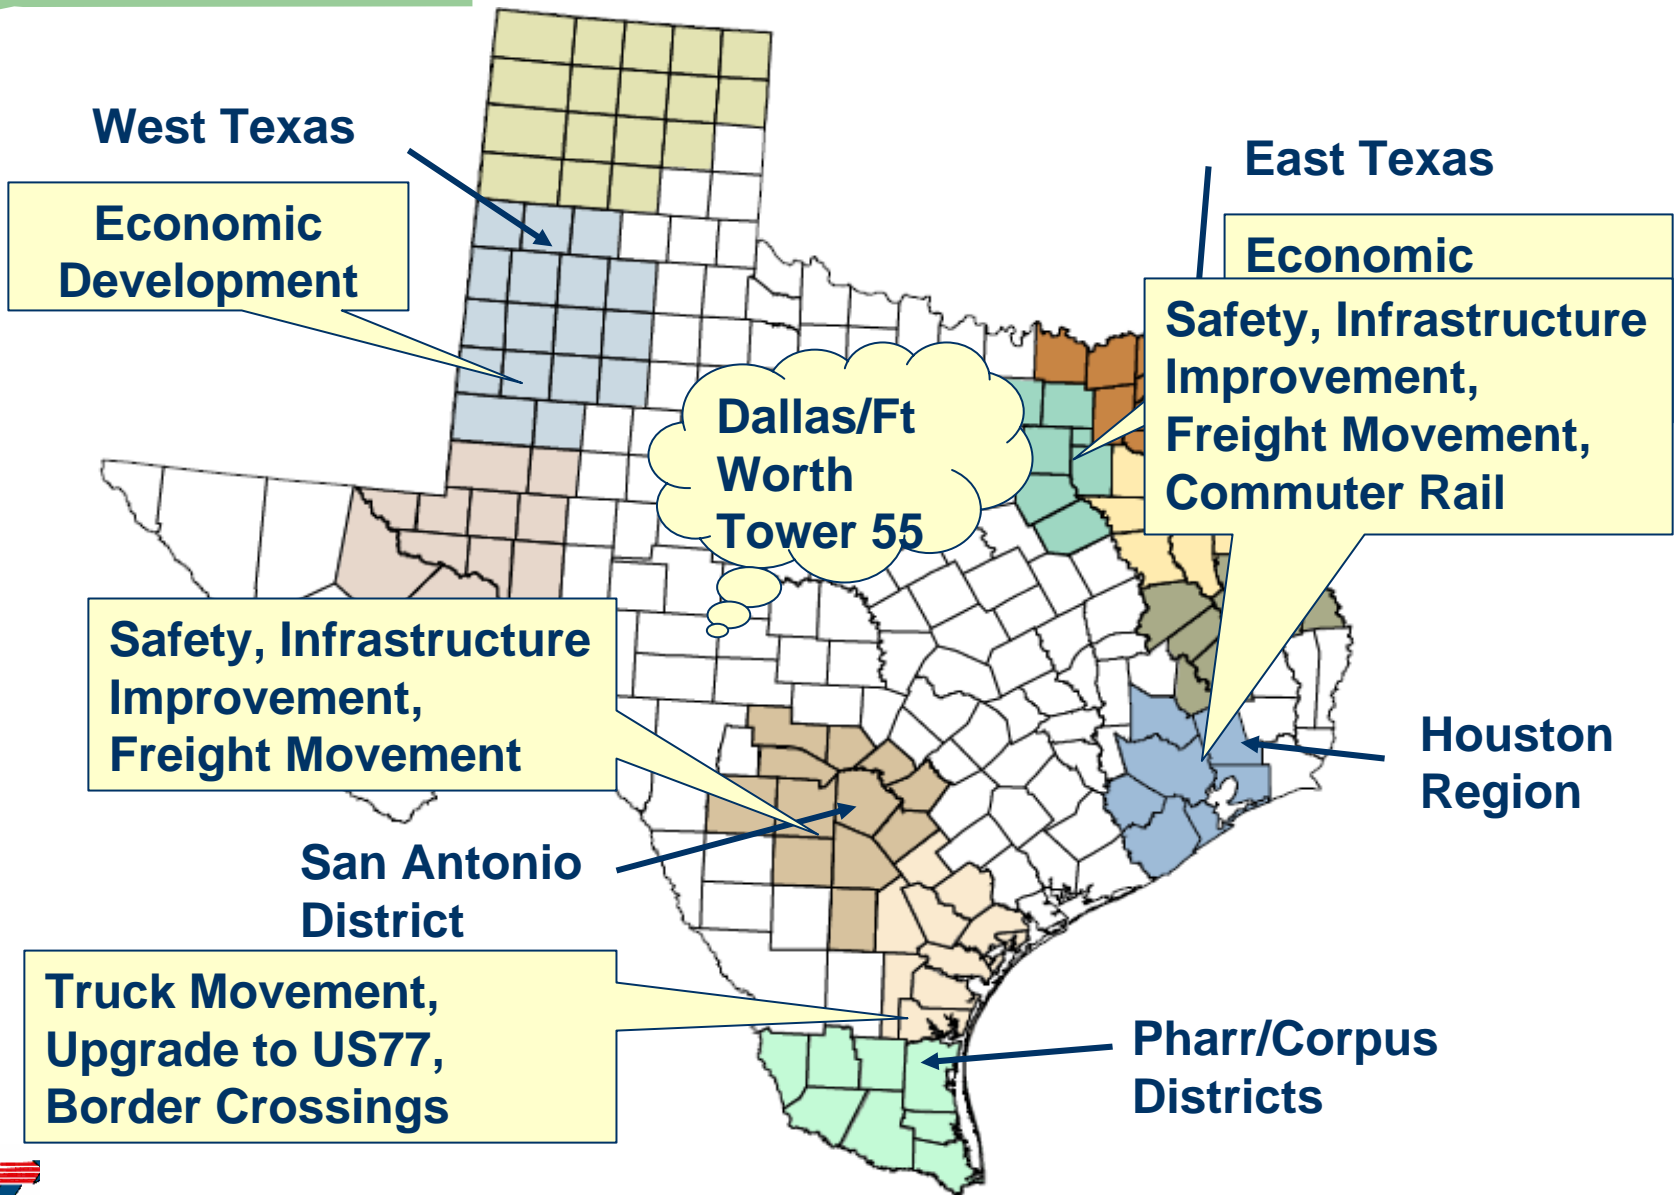 West Texas
Economic
Development
East Texas
Economic
Safety, Infrastructure
Improvement,
Freight Movement,
Commuter Rail
Dallas/Ft
Worth
Tower 55
Safety, Infrastructure
Improvement,
Freight Movement
Houston
Region
San Antonio
District
Truck Movement,
Upgrade to US77,
Border Crossings
Pharr/Corpus
Districts